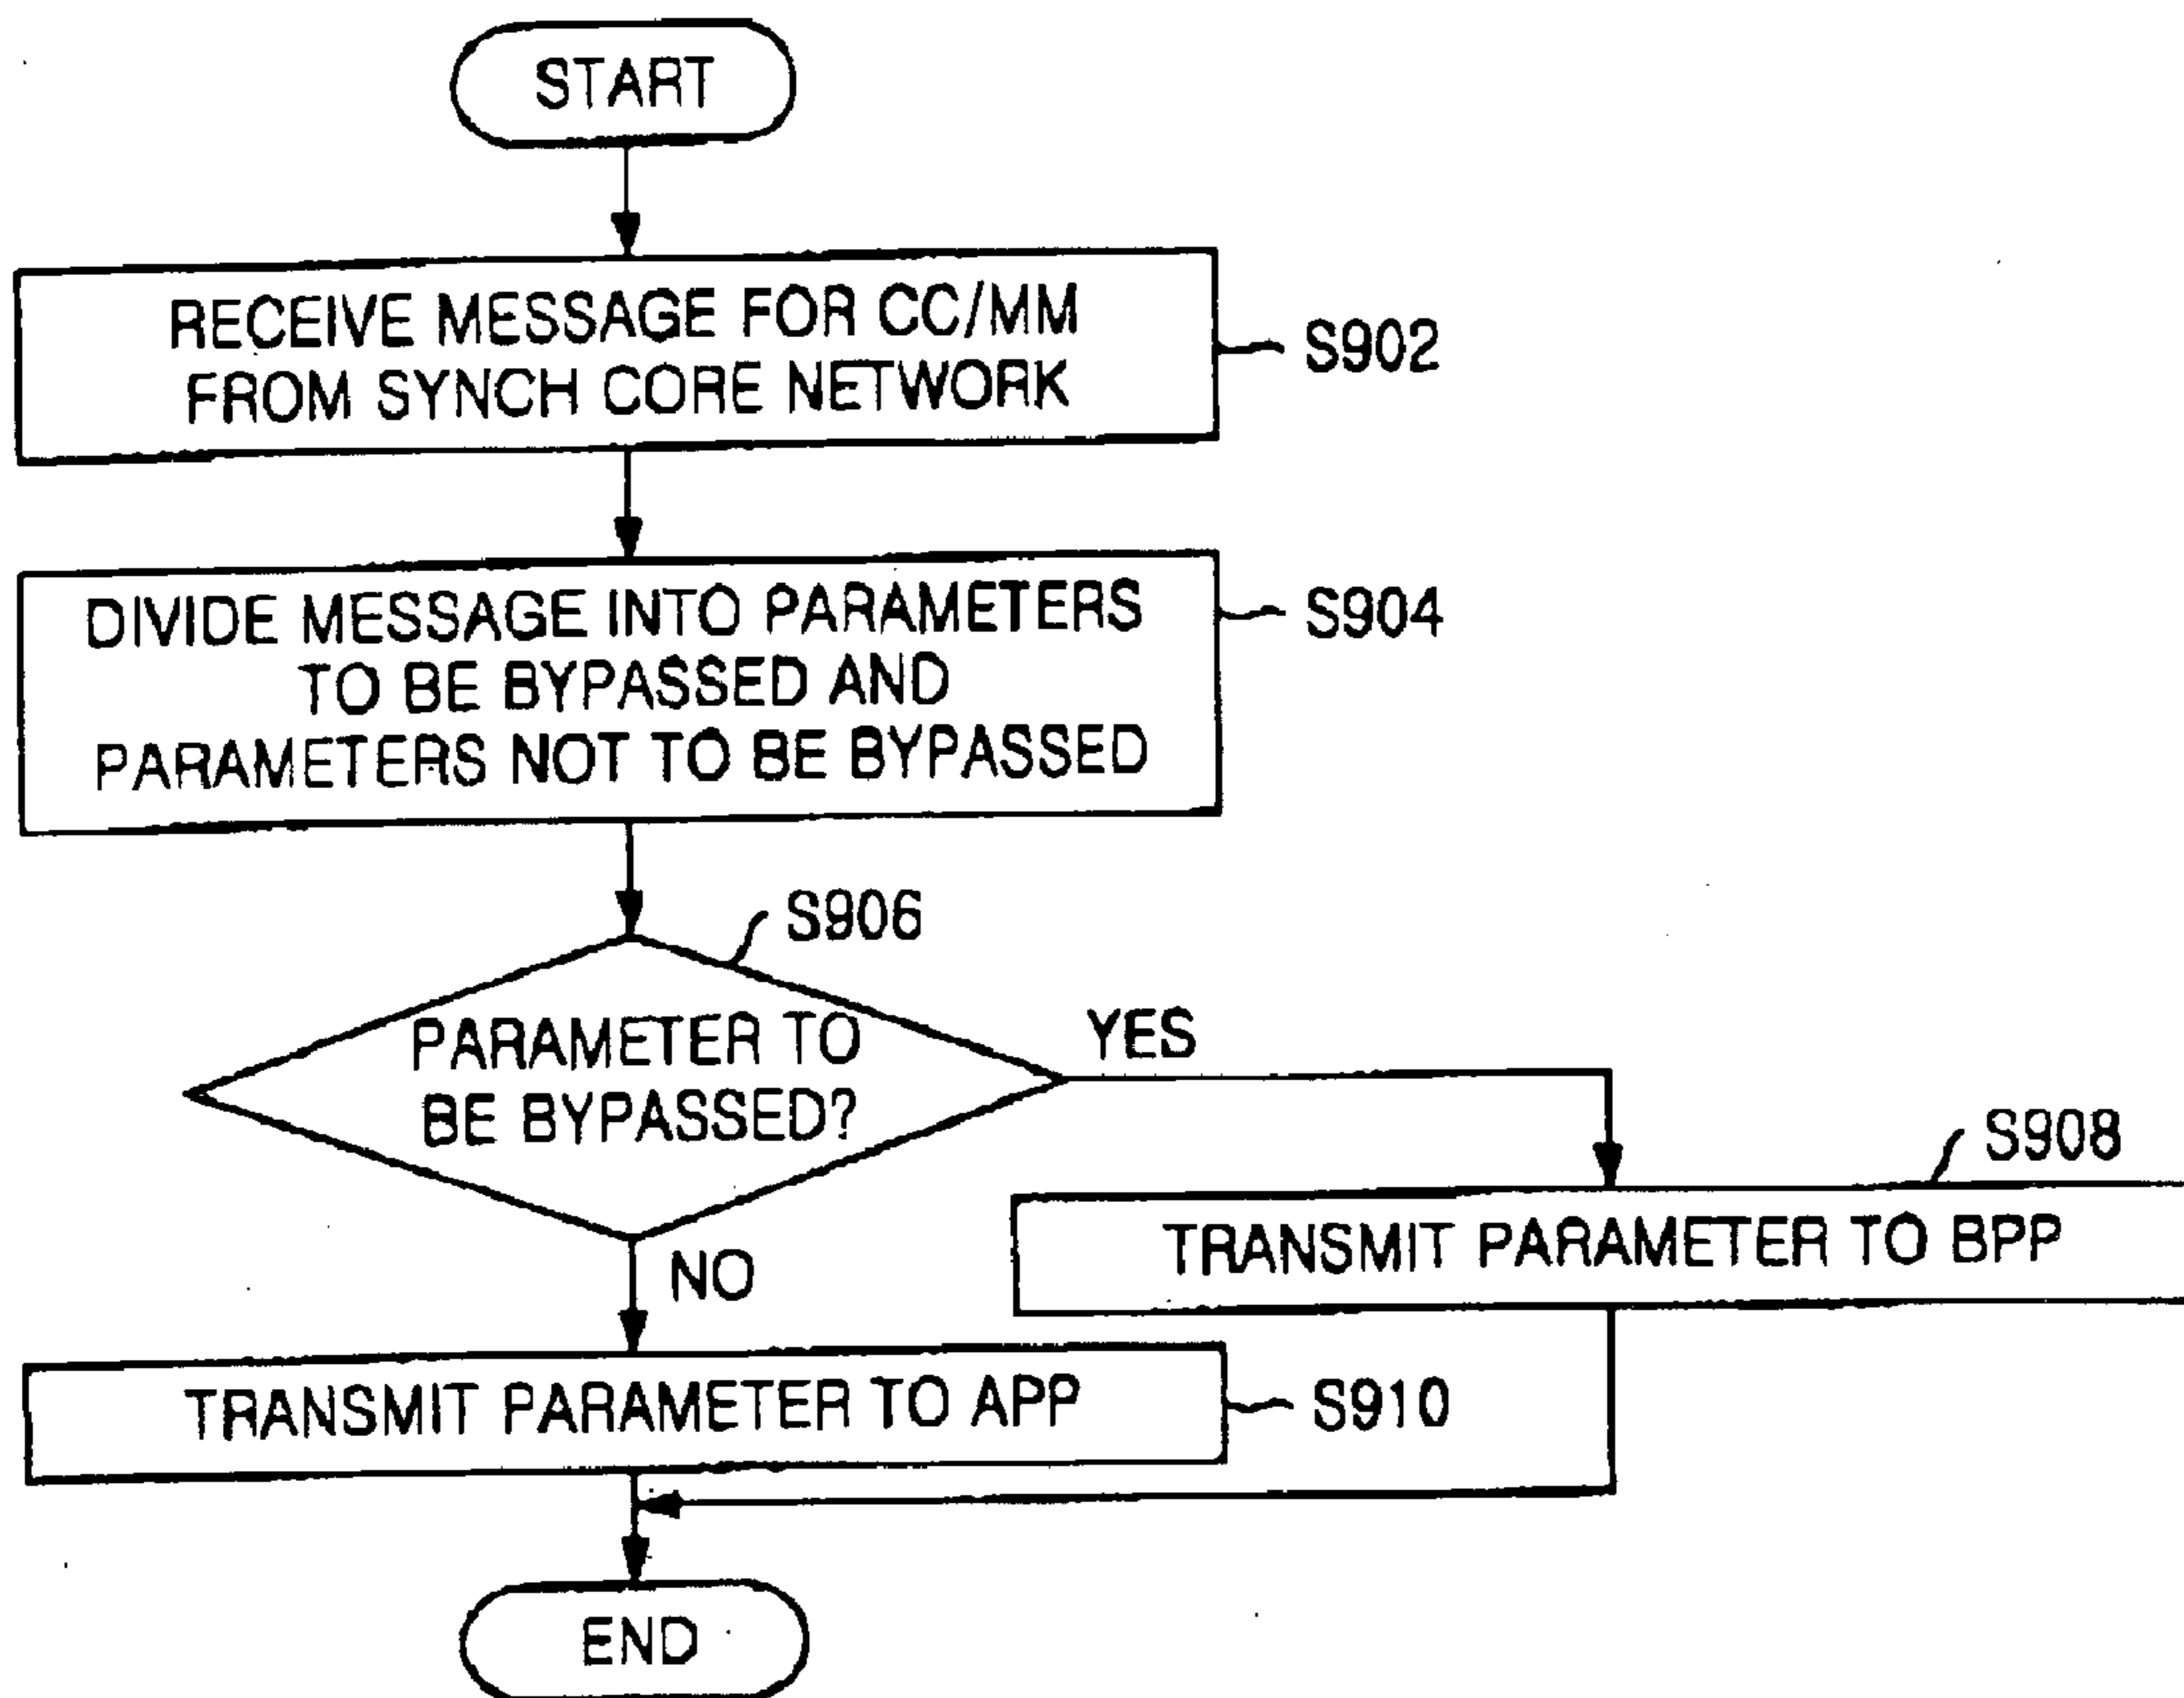 START
RECEIVE MESSAGE FOR CC/MM
FROM SYNCH CORE NETWORK
S902
DIVIDE MESSAGE INTO PARAMETERS
TO BE BYPASSED AND
PARAMETERS NOT TO BE BYPASSED
S904
S906
PARAMETER TO
BE BYPASSED?
YES
NO
S908
TRANSMIT PARAMETER TO BPP
TRANSMIT PARAMETER TO APP
S910
END